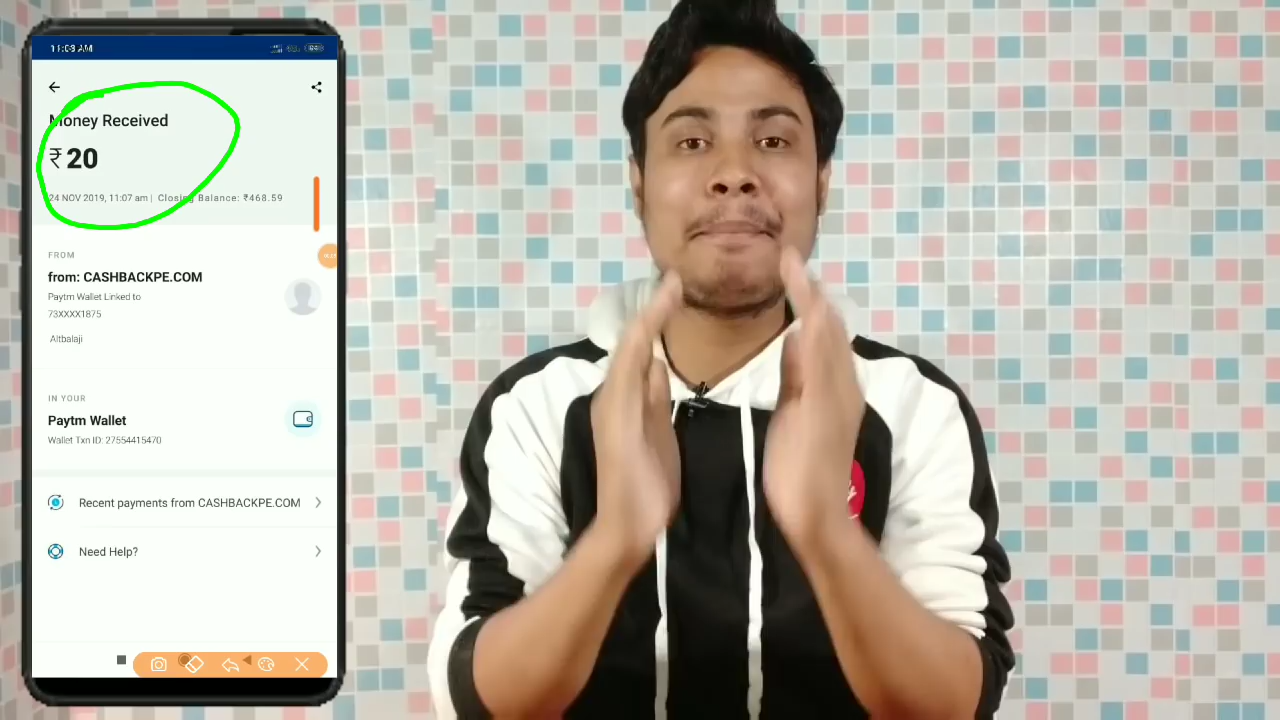 11:08 AM
Money Received
₹ 20
24 NOV 2019, 11:07 am | Closing Balance: ₹468.59
FROM
from: CASHBACKPE.COM
Paytm Wallet Linked to
73XXXX1875
Altbalaji
IN YOUR
Paytm Wallet
Wallet Txn ID: 27554415470
Recent payments from CASHBACKPE.COM
Need Help?